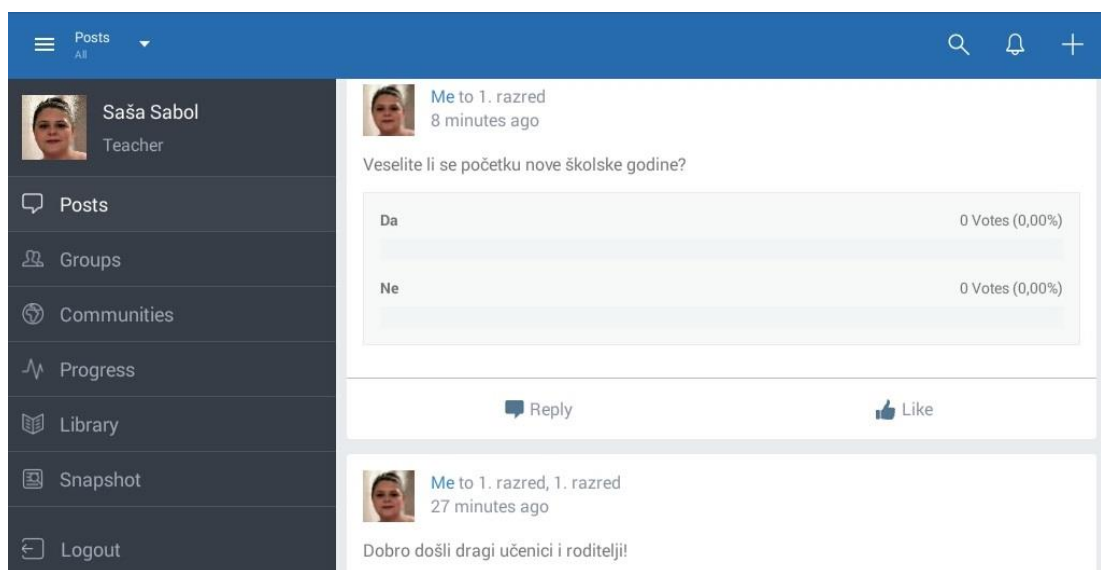 Posts
All
Saša Sabol
Teacher
Posts
Groups
Communities
Progress
Library
Snapshot
Logout
Me to 1. razred
8 minutes ago
Veselite li se početku nove školske godine?
Da 0 Votes (0,00%)
Ne 0 Votes (0,00%)
Reply Like
Me to 1. razred, 1. razred
27 minutes ago
Dobro došli dragi učenici i roditelji!